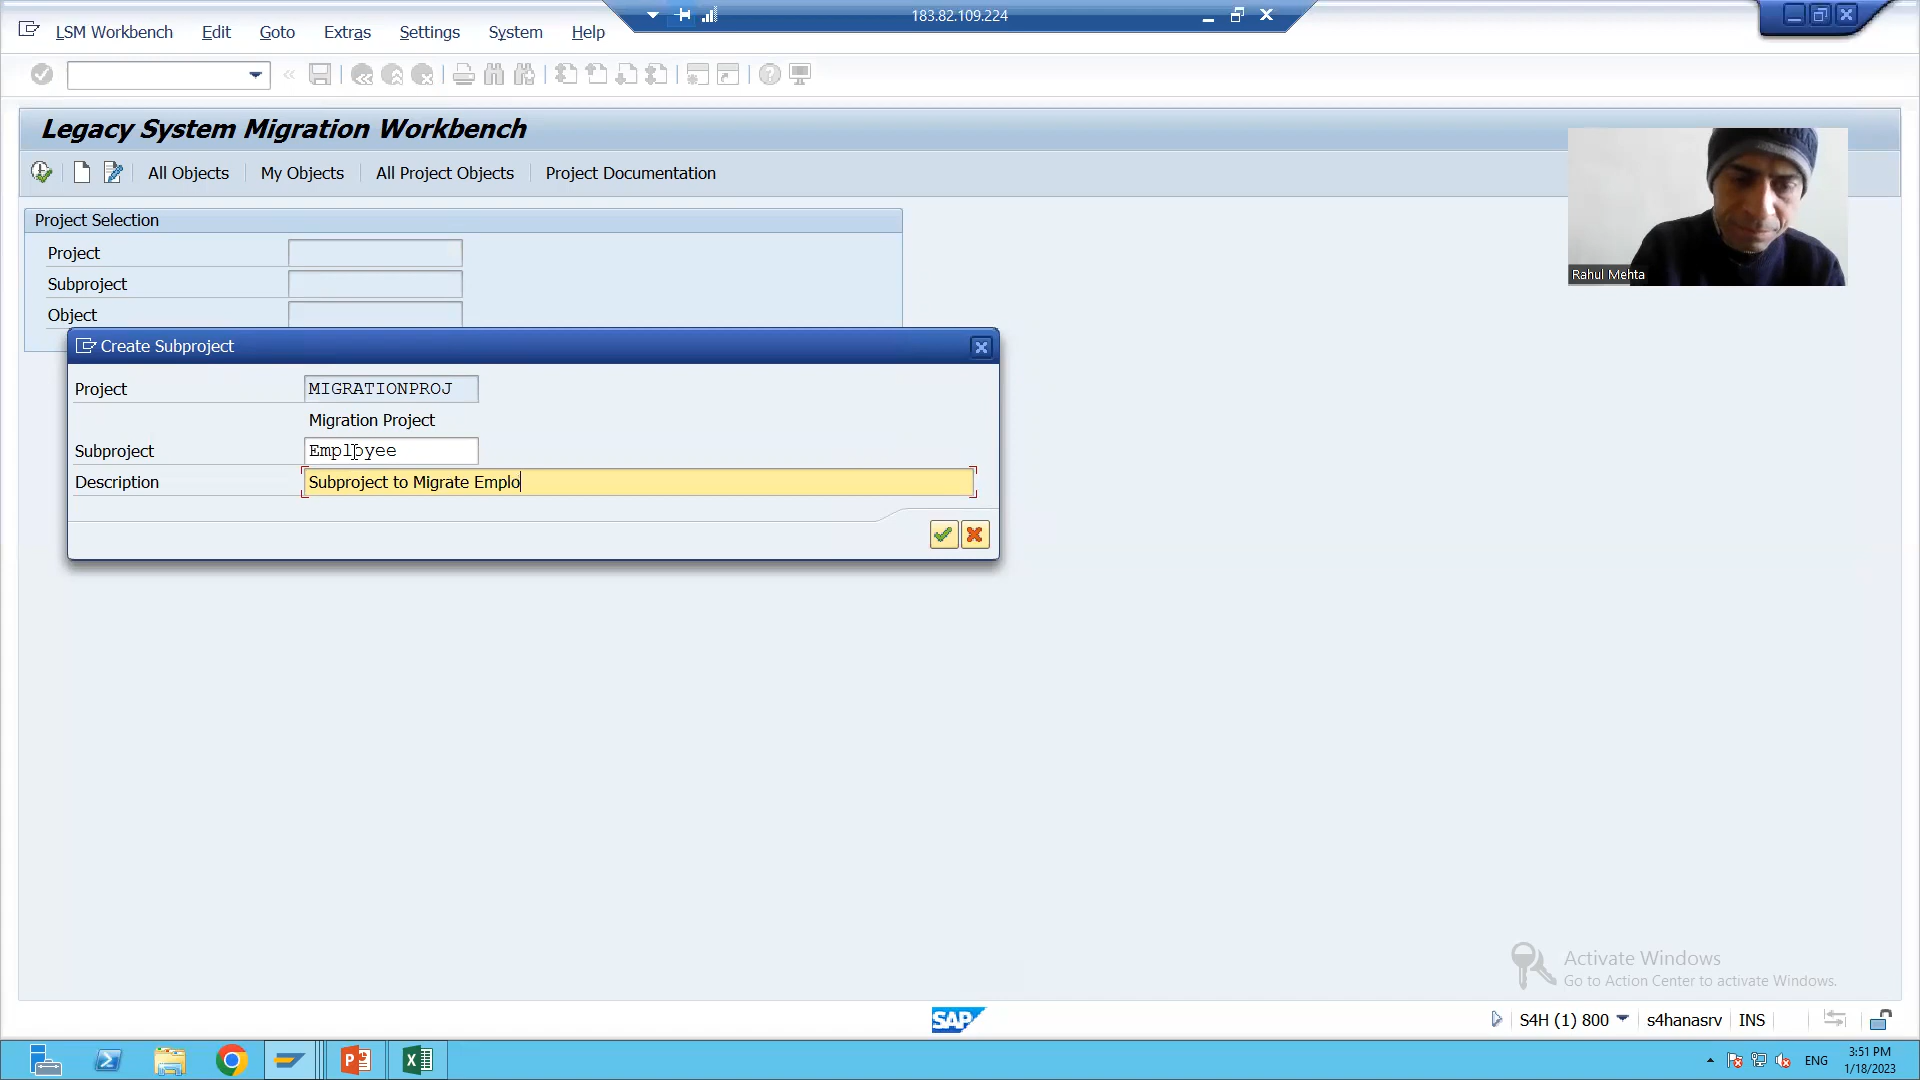 183.82.109.224
LSM Workbench Edit Goto Extras Settings System Help
Legacy System Migration Workbench
All Objects My Objects All Project Objects Project Documentation
Project Selection
Project
Subproject
Object
Rahul Mehta
Create Subproject
Project MIGRATIONPROJ
Migration Project
Subproject Employee
Description Subproject to Migrate Emplo
Activate Windows
Go to Action Center to activate Windows.
SAP
S4H (1) 800 s4hanasrv INS
ENG
3:51 PM
1/18/2023